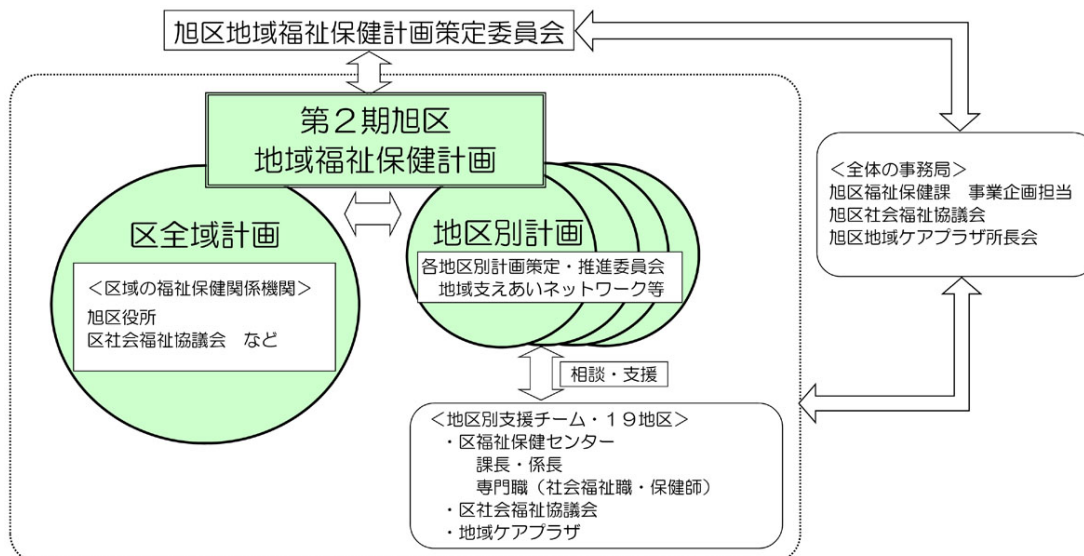 旭区地域福祉保健計画策定委員会
第２期旭区
地域福祉保健計画
区全域計画
＜区域の福祉保健関係機関＞
旭区役所
区社会福祉協議会　など
地区別計画
各地区別計画策定・推進委員会
地域支えあいネットワーク等
相談・支援
＜地区別支援チーム・１９地区＞
・区福祉保健センター
課長・係長
専門職（社会福祉職・保健師）
・区社会福祉協議会
・地域ケアプラザ
＜全体の事務局＞
旭区福祉保健課　事業企画担当
旭区社会福祉協議会
旭区地域ケアプラザ所長会